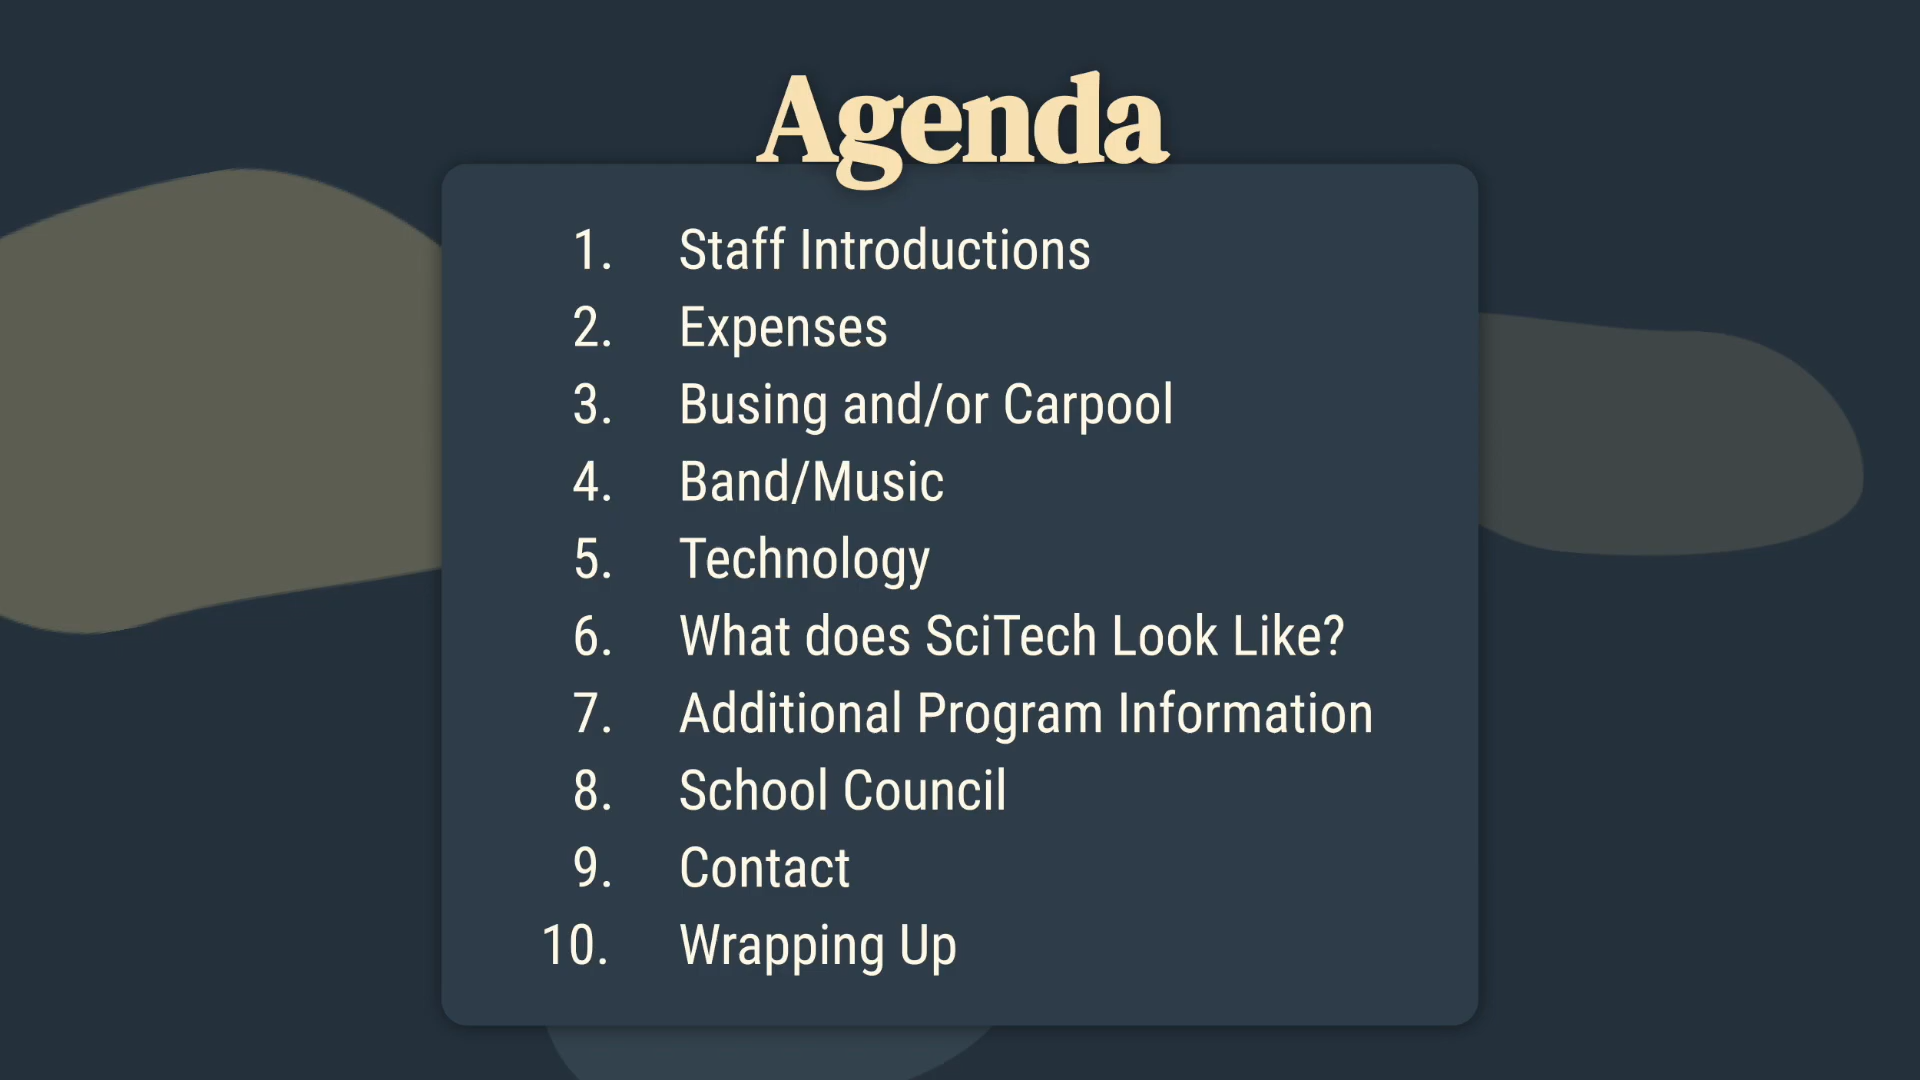 Agenda
1. Staff Introductions
2. Expenses
3. Busing and/or Carpool
4. Band/Music
5. Technology
6. What does SciTech Look Like?
7. Additional Program Information
8. School Council
9. Contact
10. Wrapping Up